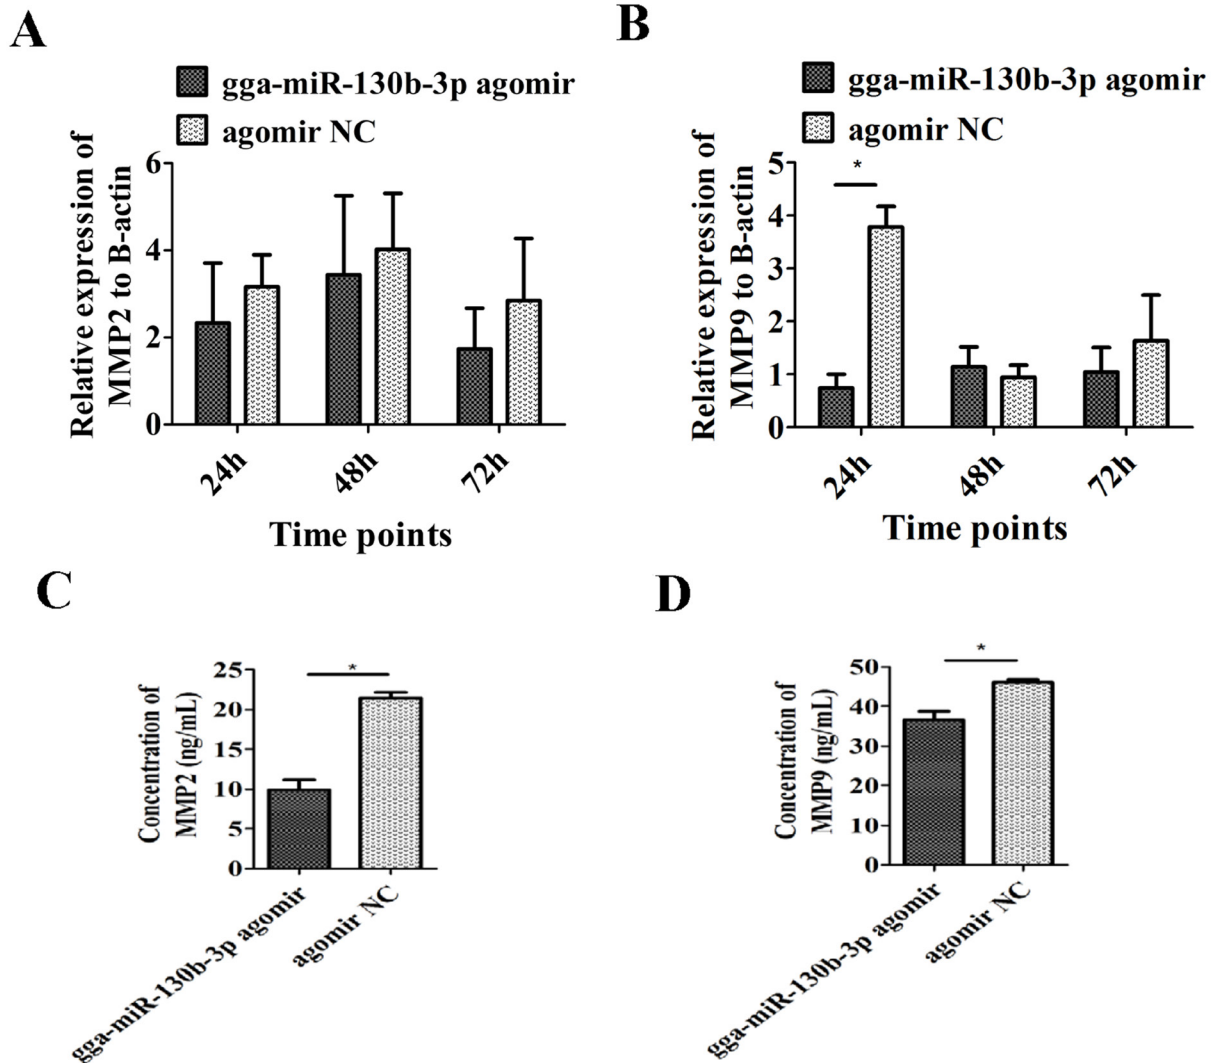 A
gga-miR-130b-3p agomir
agomir NC
Relative expression of
MMP2 to B-actin
6
4
2
0
24h
48h
72h
Time points
B
gga-miR-130b-3p agomir
agomir NC
Relative expression of
MMP9 to B-actin
5
4
3
2
1
0
*
24h
48h
72h
Time points
C
Concentration of
MMP2 (ng/mL)
25
20
15
10
5
0
*
gga-miR-130b-3p agomir
agomir NC
D
Concentration of
MMP9 (ng/mL)
50
40
30
20
10
0
*
gga-miR-130b-3p agomir
agomir NC